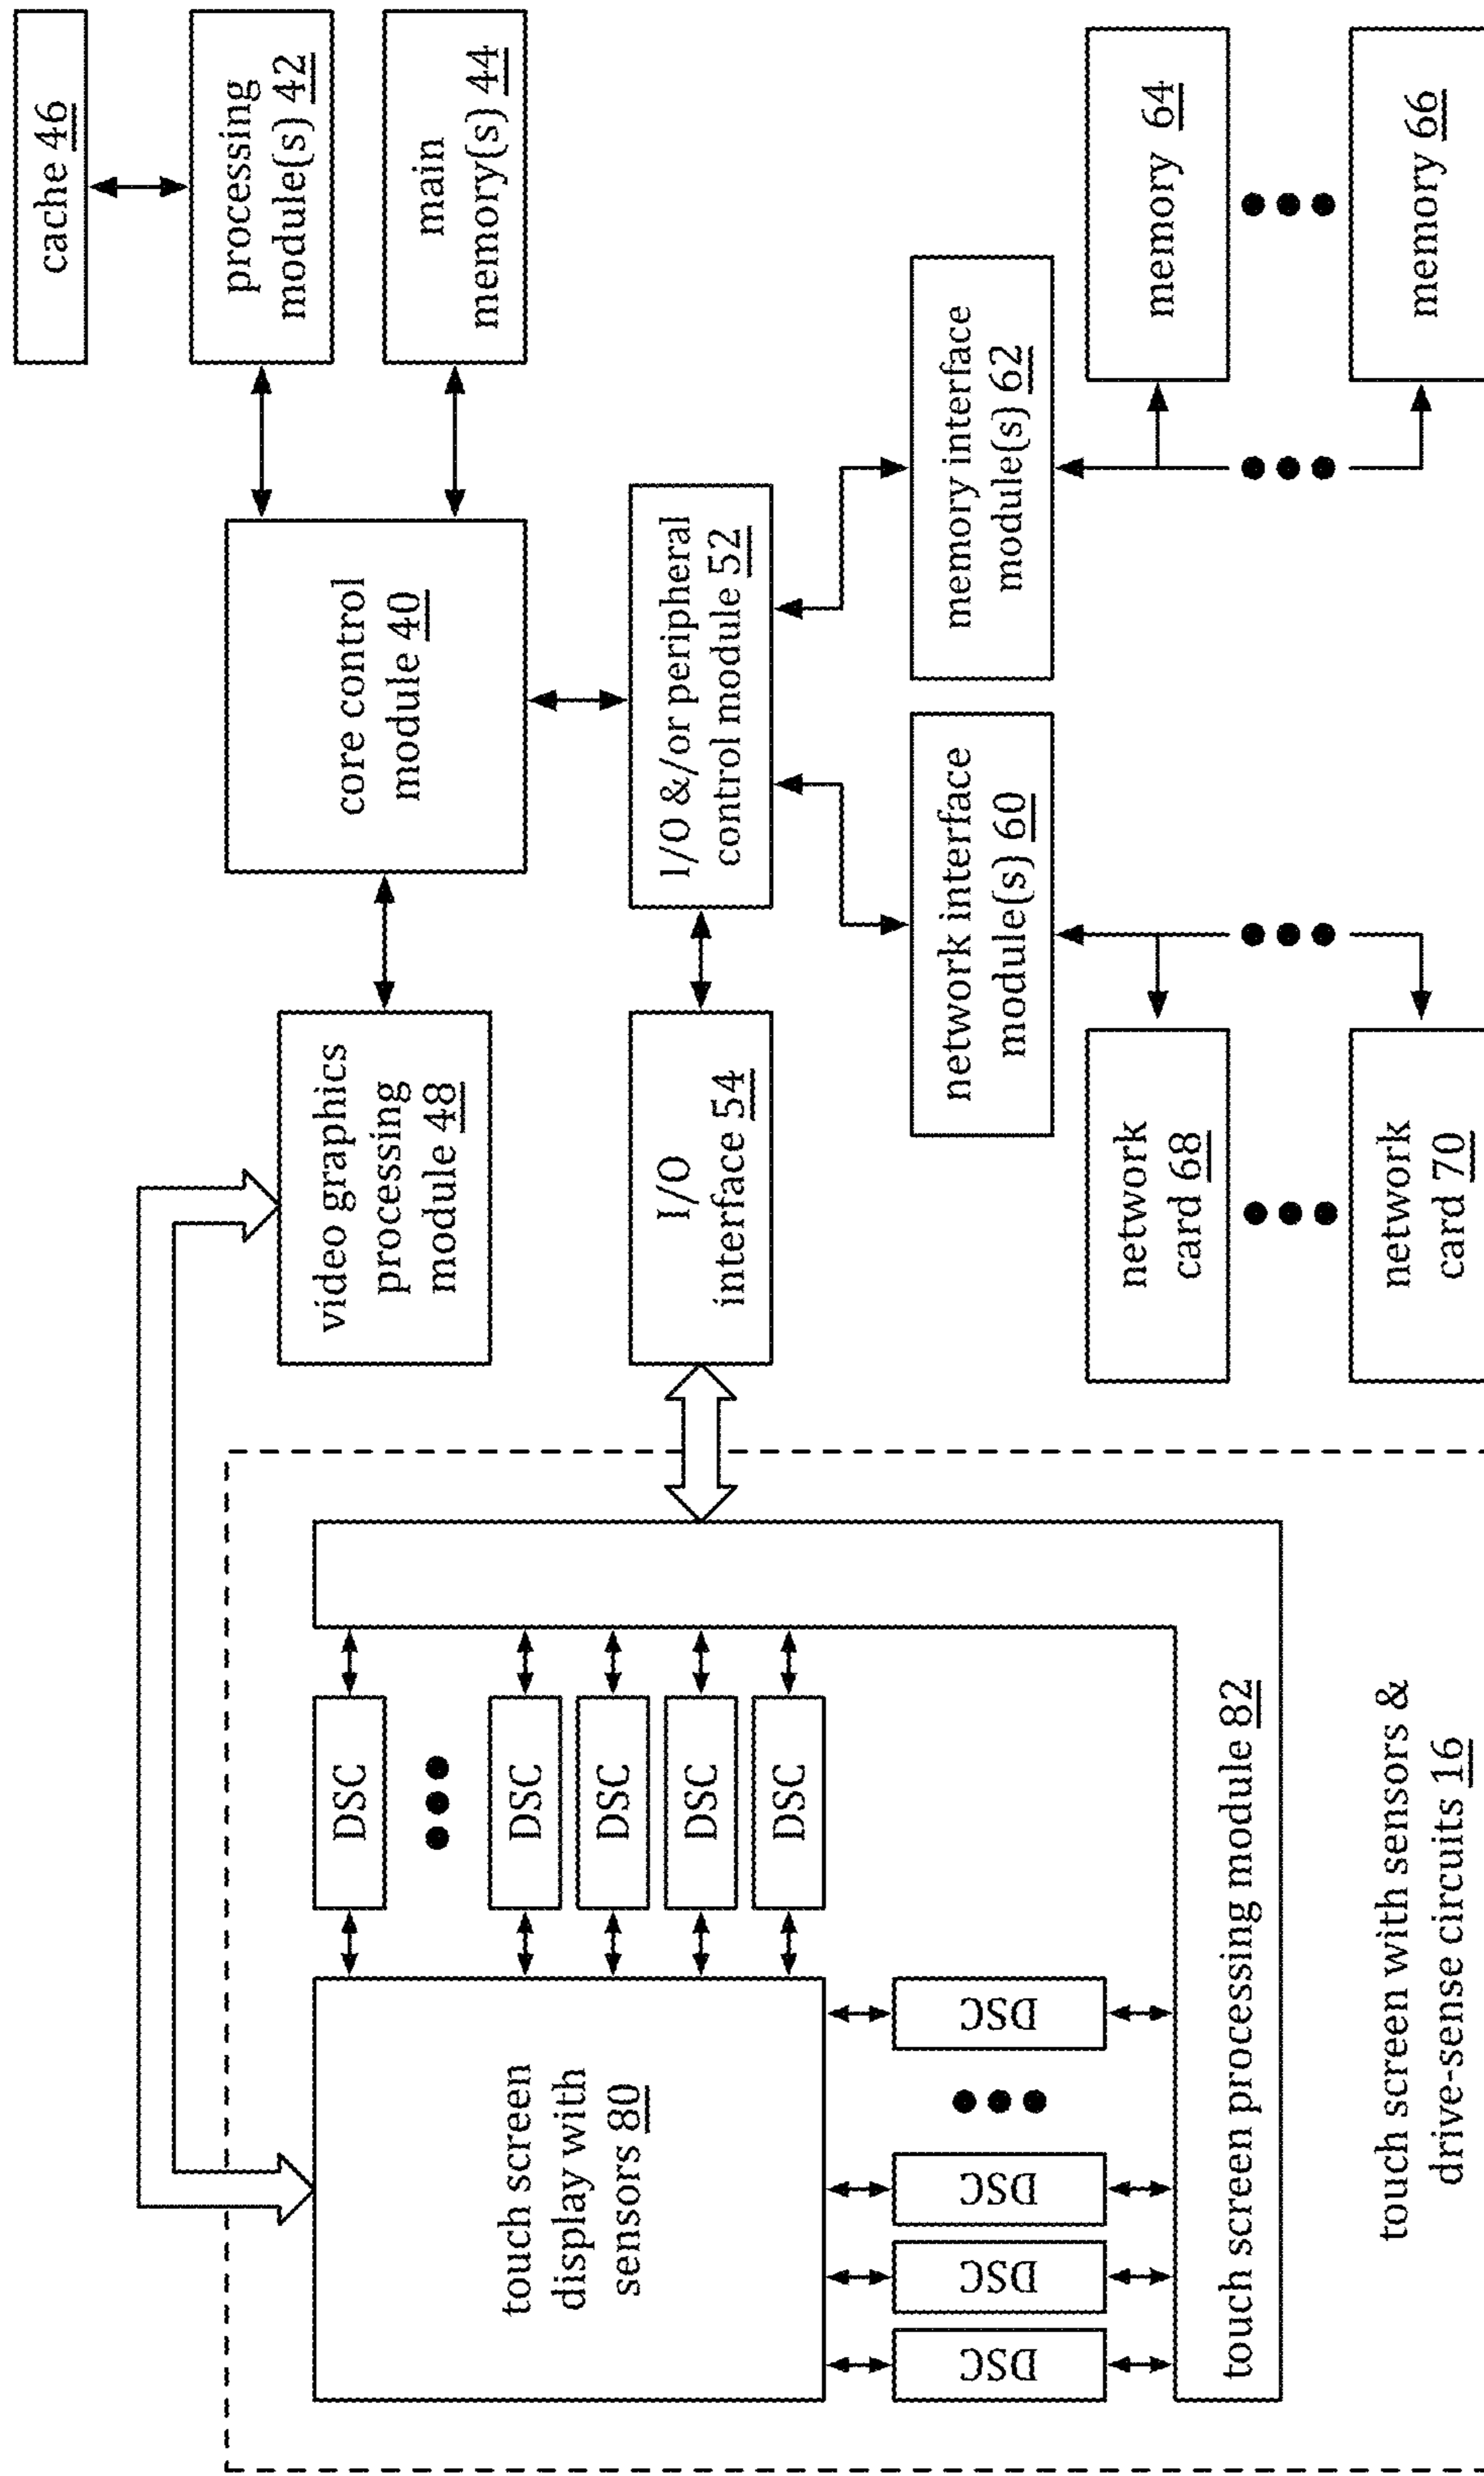 cache 46
processing
module(s) 42
main
memory(s) 44
core control
module 40
video graphics
processing
module 48
I/O &/or peripheral
control module 52
I/O
interface 54
memory interface
module(s) 62
network interface
module(s) 60
memory 64
memory 66
network
card 68
network
card 70
touch screen
display with
sensors 80
DSC
DSC
DSC
DSC
DSC
DSC
DSC
DSC
DSC
touch screen processing module 82
touch screen with sensors &
drive-sense circuits 16